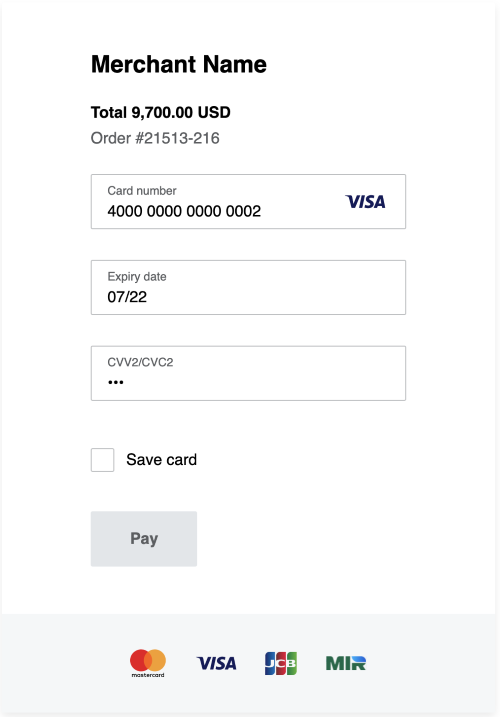 Merchant Name
Total 9,700.00 USD
Order #21513-216
Card number
4000 0000 0000 0002
VISA
Expiry date
07/22
CVV2/CVC2
•••
Save card
Pay
mastercard
VISA
JCB
MIR